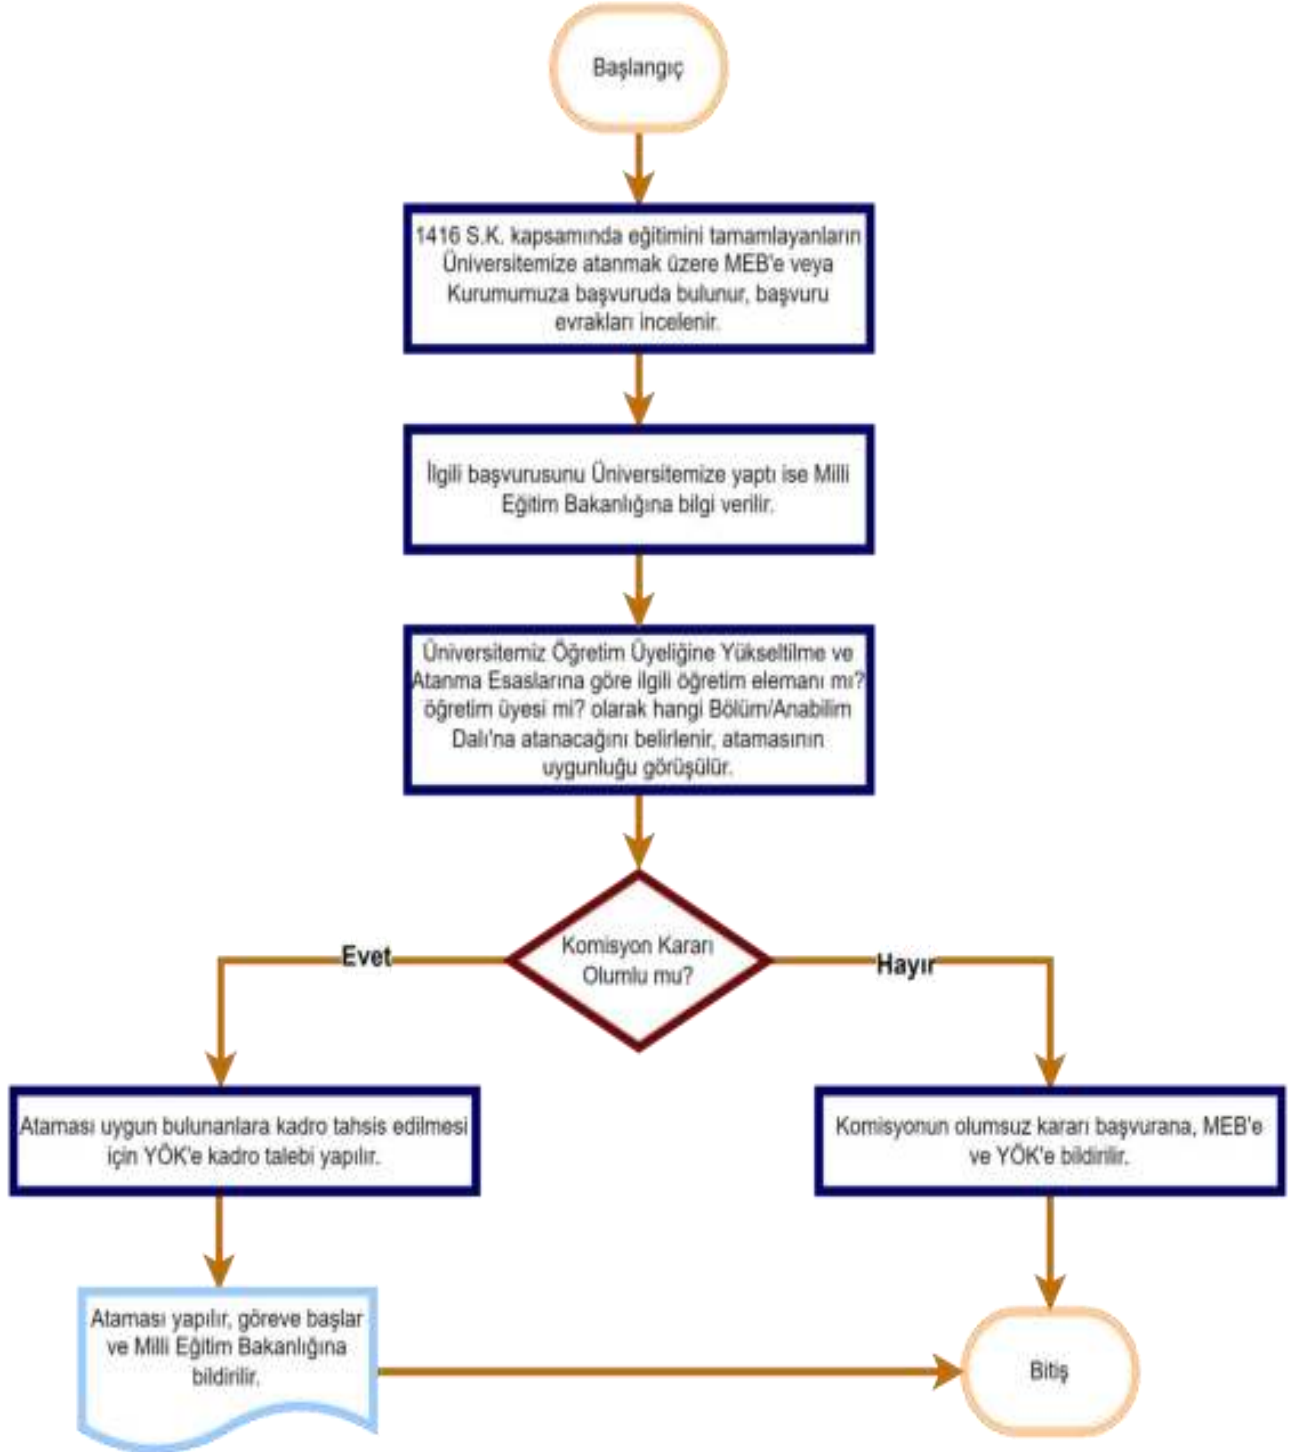 Başlangıç
1416 S.K. kapsamında eğitimini tamamlayanların
Üniversitemize atanmak üzere MEB'e veya
Kurumumuza başvuruda bulunur, başvuru
evrakları incelenir.
İlgili başvurusunu Üniversitemize yaptı ise Milli
Eğitim Bakanlığına bilgi verilir.
Üniversitemiz Öğretim Üyeliğine Yükseltilme ve
Atanma Esaslarına göre ilgili öğretim elemanı mı?
öğretim üyesi mi? olarak hangi Bölüm/Anabilim
Dalı'na atanacağını belirlenir, atamasının
uygunluğu görüşülür.
Komisyon Kararı
Olumlu mu?
Evet
Hayır
Ataması uygun bulunanlara kadro tahsis edilmesi
için YÖK'e kadro talebi yapılır.
Komisyonun olumsuz kararı başvurana, MEB'e
ve YÖK'e bildirilir.
Ataması yapılır, göreve başlar
ve Milli Eğitim Bakanlığına
bildirilir.
Bitiş